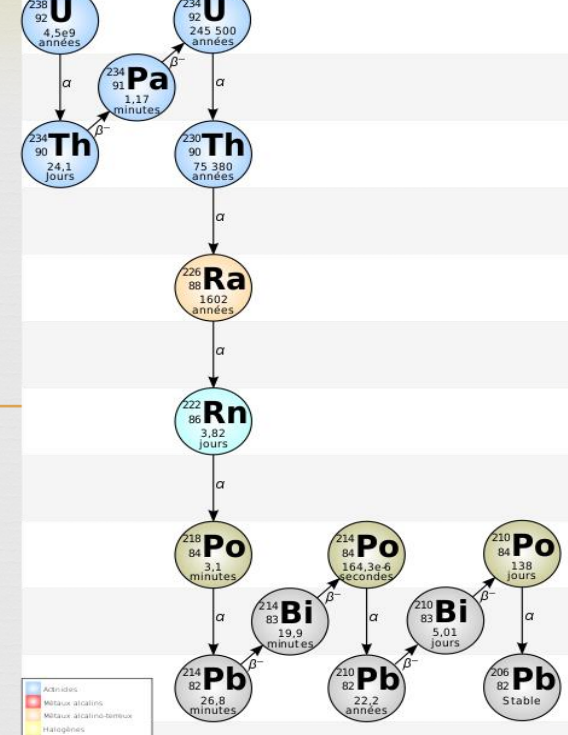 238
92 U
4,5e9
années
234
92 U
245 500
années
α
β⁻
α
234
91 Pa
1,17
minutes
β⁻
234
90 Th
24,1
Jours
230
90 Th
75 380
années
α
226
88 Ra
1602
années
α
222
86 Rn
3,82
jours
α
218
84 Po
3,1
minutes
214
84 Po
164,3e-6
secondes
210
84 Po
138
jours
α
β⁻
α
β⁻
α
214
83 Bi
19,9
minutes
210
83 Bi
5,01
jours
β⁻
β⁻
214
82 Pb
26,8
minutes
210
82 Pb
22,2
années
206
82 Pb
Stable
Actinides
Métaux alcalins
Métaux alcalino-terreux
Halogènes